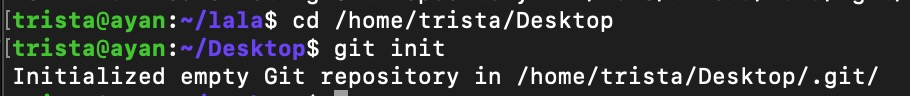 [trista@ayan:~/lala$ cd /home/trista/Desktop
[trista@ayan:~/Desktop$ git init
Initialized empty Git repository in /home/trista/Desktop/.git/